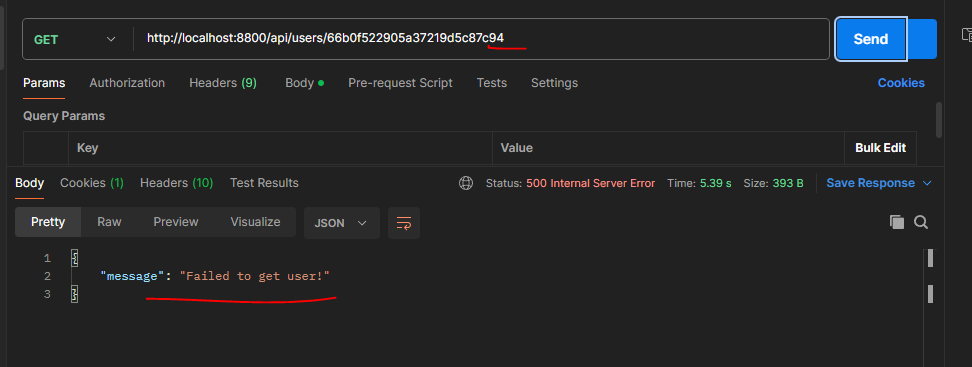 GET http://localhost:8800/api/users/66b0f522905a37219d5c87c94 Send
Params Authorization Headers (9) Body Pre-request Script Tests Settings Cookies
Query Params
Key Value Bulk Edit
Body Cookies (1) Headers (10) Test Results Status: 500 Internal Server Error Time: 5.39 s Size: 393 B Save Response
Pretty Raw Preview Visualize JSON
1 {
2 "message": "Failed to get user!"
3 }